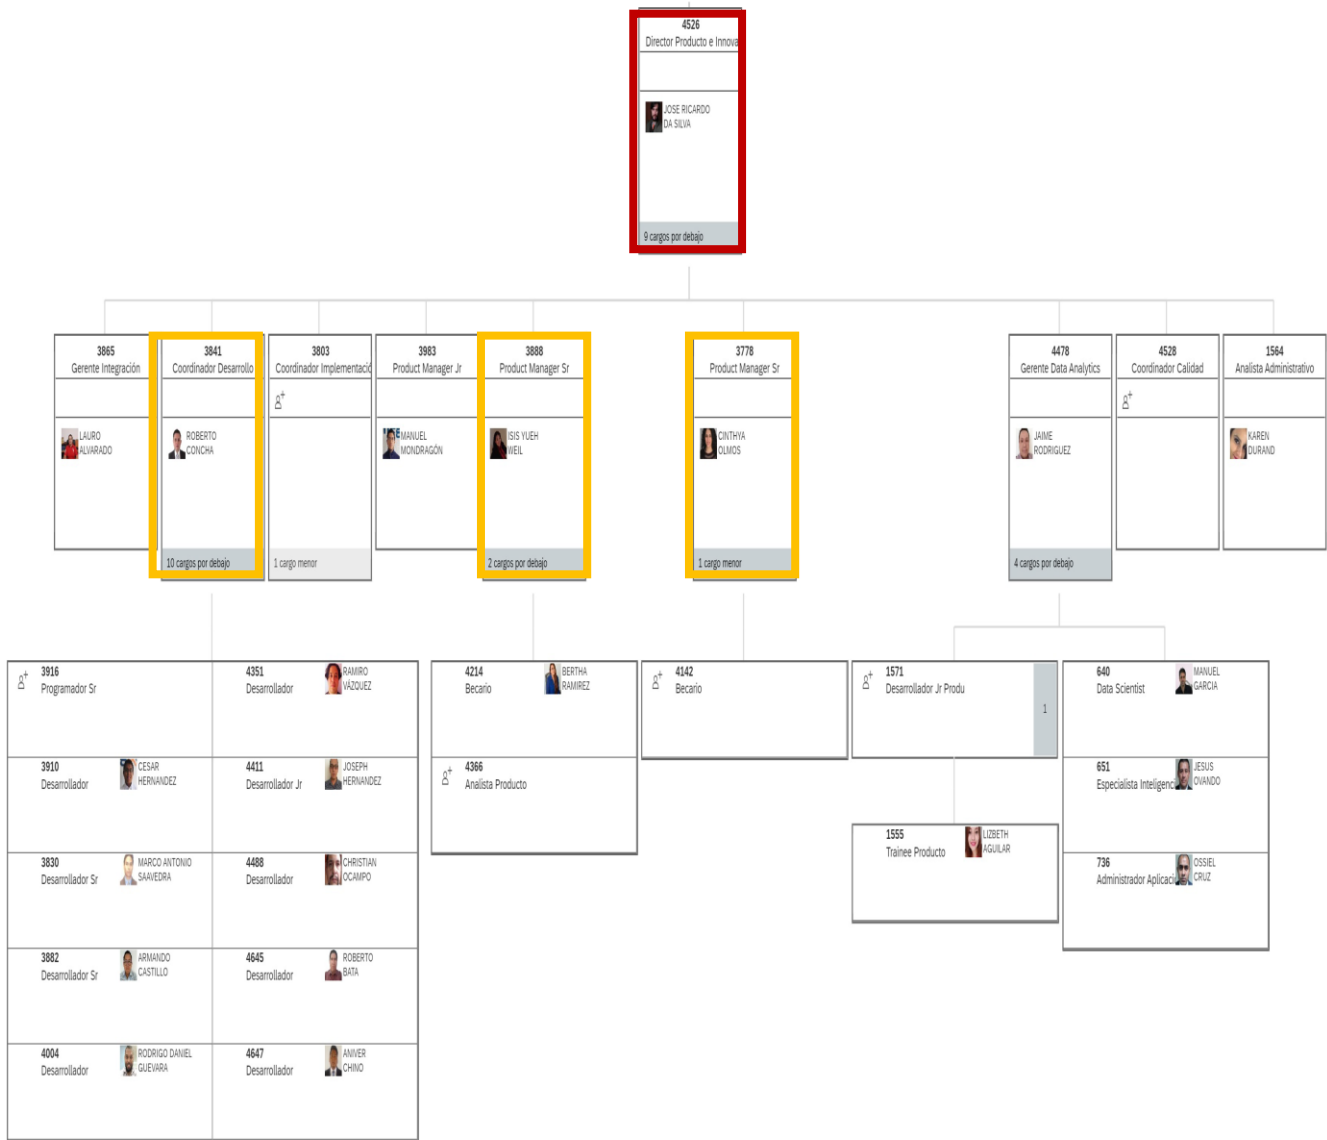 4526
Director Producto e Innova
JOSE RICARDO
DA SILVA
9 cargos por debajo
3865
Gerente Integración
LAURO
ALVARADO
3841
Coordinador Desarrollo
ROBERTO
CONCHA
10 cargos por debajo
3803
Coordinador Implementació
1 cargo menor
3983
Product Manager Jr
MANUEL
MONDRAGÓN
3888
Product Manager Sr
ISIS YUEH
WEIL
2 cargos por debajo
3778
Product Manager Sr
CINTHYA
OLMOS
1 cargo menor
4478
Gerente Data Analytics
JAIME
RODRIGUEZ
4 cargos por debajo
4528
Coordinador Calidad
1564
Analista Administrativo
KAREN
DURAND
3916
Programador Sr
4351
Desarrollador
RAMIRO
VÁZQUEZ
3910
Desarrollador
CESAR
HERNANDEZ
4411
Desarrollador Jr
JOSEPH
HERNANDEZ
3830
Desarrollador Sr
MARCO ANTONIO
SAAVEDRA
4488
Desarrollador
CHRISTIAN
OCAMPO
3882
Desarrollador Sr
ARMANDO
CASTILLO
4645
Desarrollador
ROBERTO
BATA
4004
Desarrollador
RODRIGO DANIEL
GUEVARA
4647
Desarrollador
ANIVER
CHINO
4214
Becario
BERTHA
RAMIREZ
4366
Analista Producto
4142
Becario
1571
Desarrollador Jr Produ
1
1555
Trainee Producto
LIZBETH
AGUILAR
640
Data Scientist
MANUEL
GARCIA
651
Especialista Inteligenci
JESUS
OVANDO
736
Administrador Aplicaci
OSSIEL
CRUZ